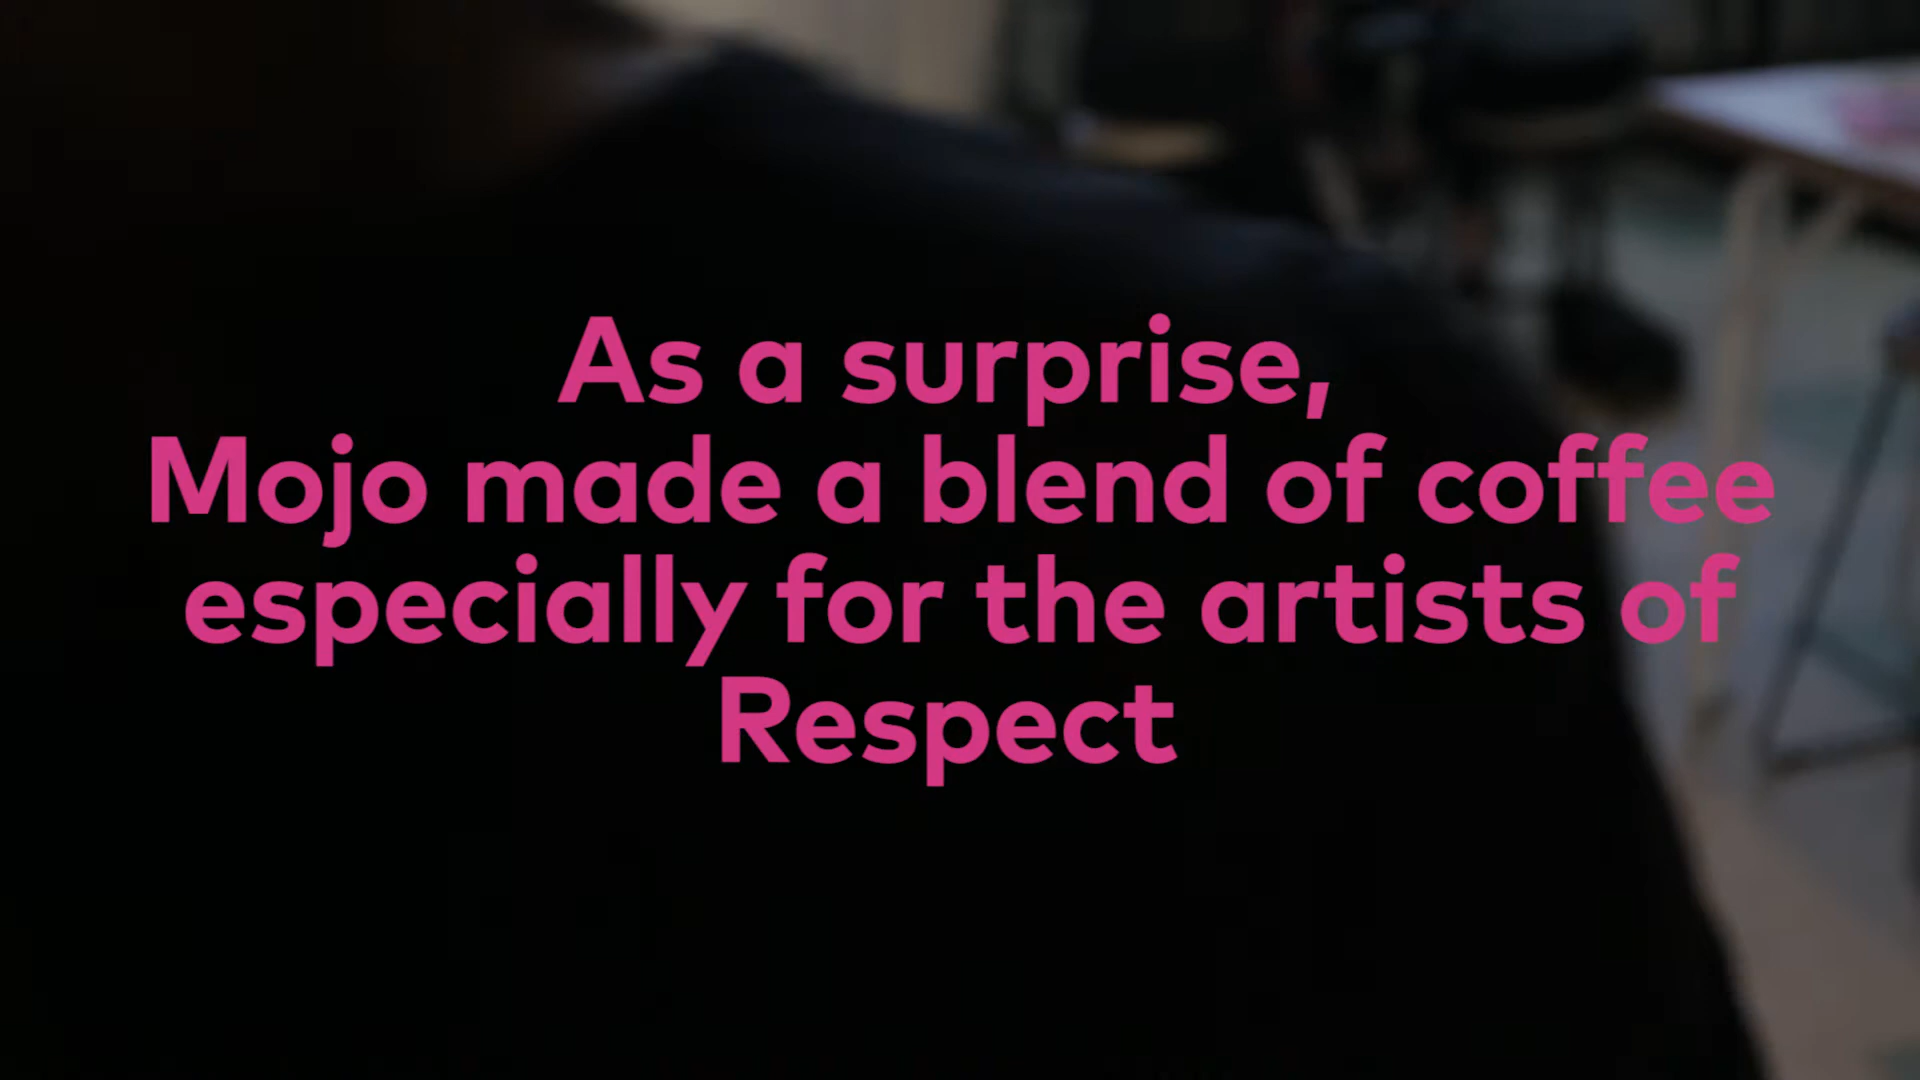 As a surprise,
Mojo made a blend of coffee
especially for the artists of
Respect